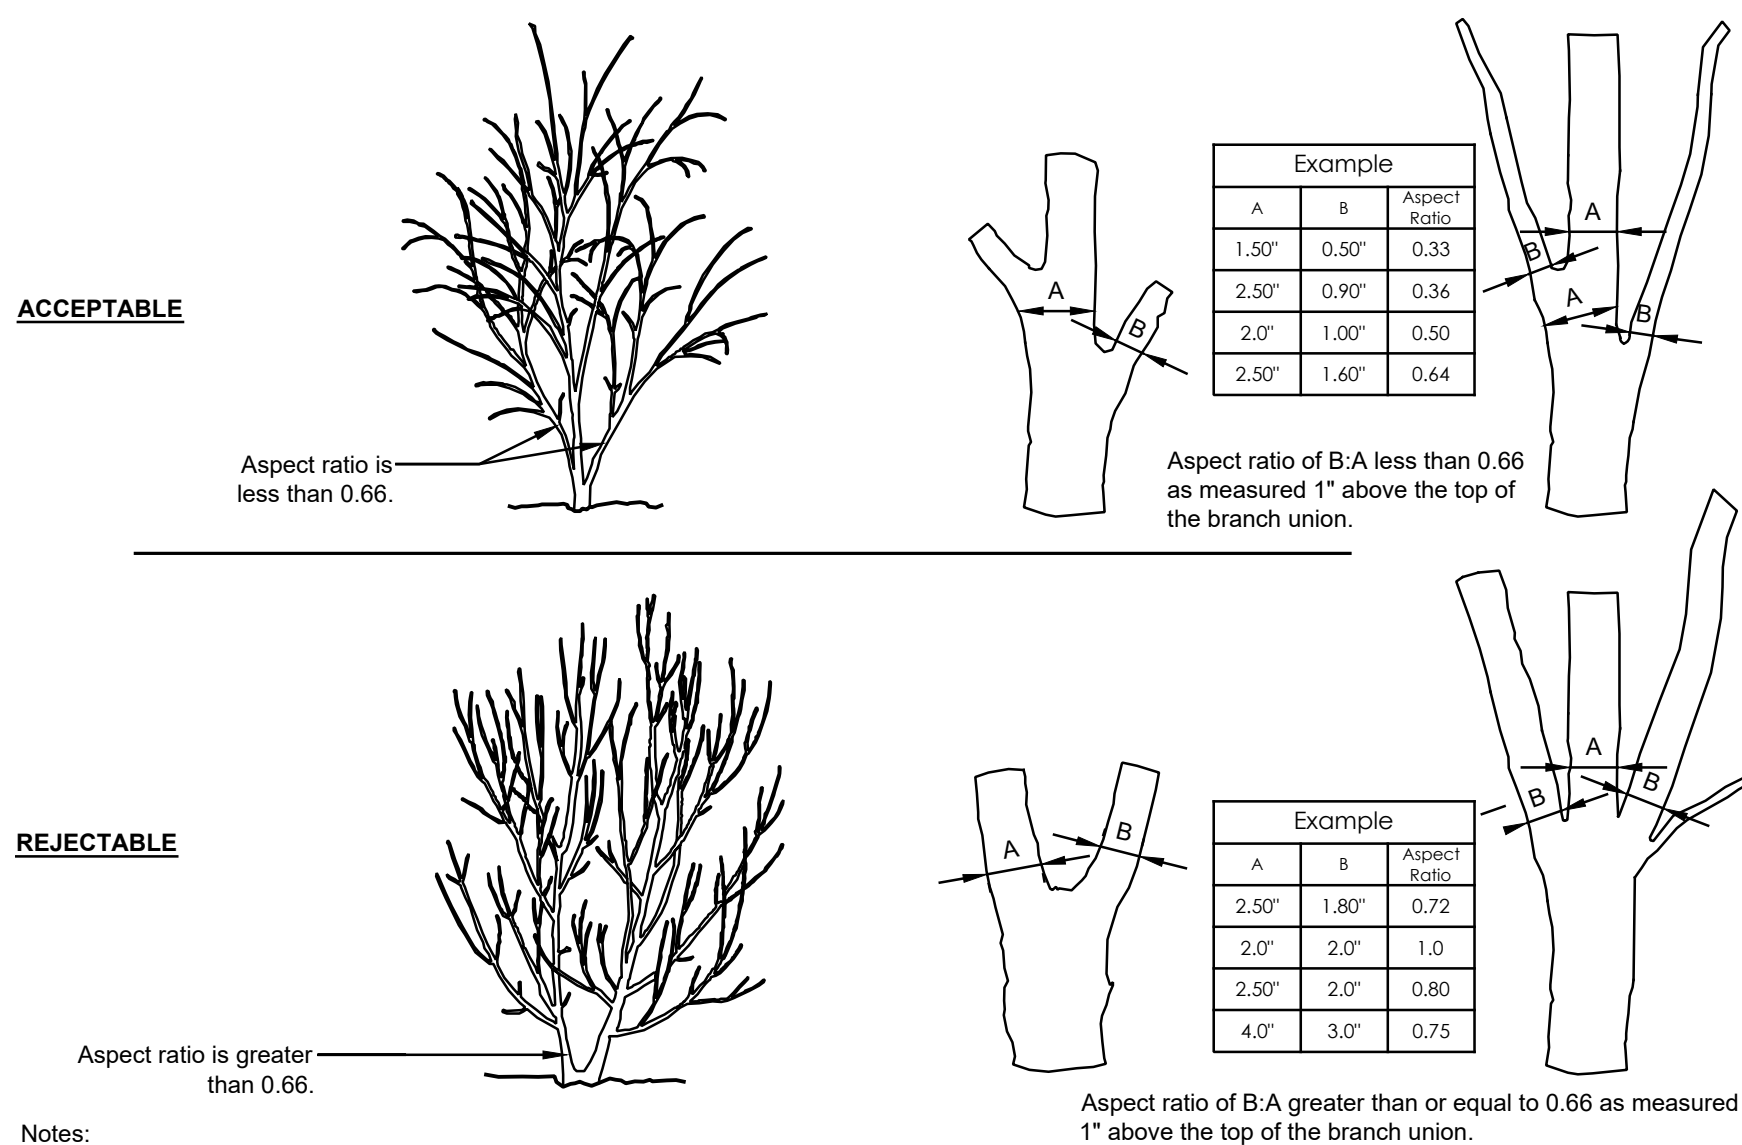 ACCEPTABLE
Aspect ratio is
less than 0.66.
A
B
Example
A B Aspect Ratio
1.50" 0.50" 0.33
2.50" 0.90" 0.36
2.0" 1.00" 0.50
2.50" 1.60" 0.64
A
B
A
B
Aspect ratio of B:A less than 0.66
as measured 1" above the top of
the branch union.
REJECTABLE
Aspect ratio is greater
than 0.66.
A
B
Example
A B Aspect Ratio
2.50" 1.80" 0.72
2.0" 2.0" 1.0
2.50" 2.0" 0.80
4.0" 3.0" 0.75
A
B
B
Aspect ratio of B:A greater than or equal to 0.66 as measured
1" above the top of the branch union.
Notes: